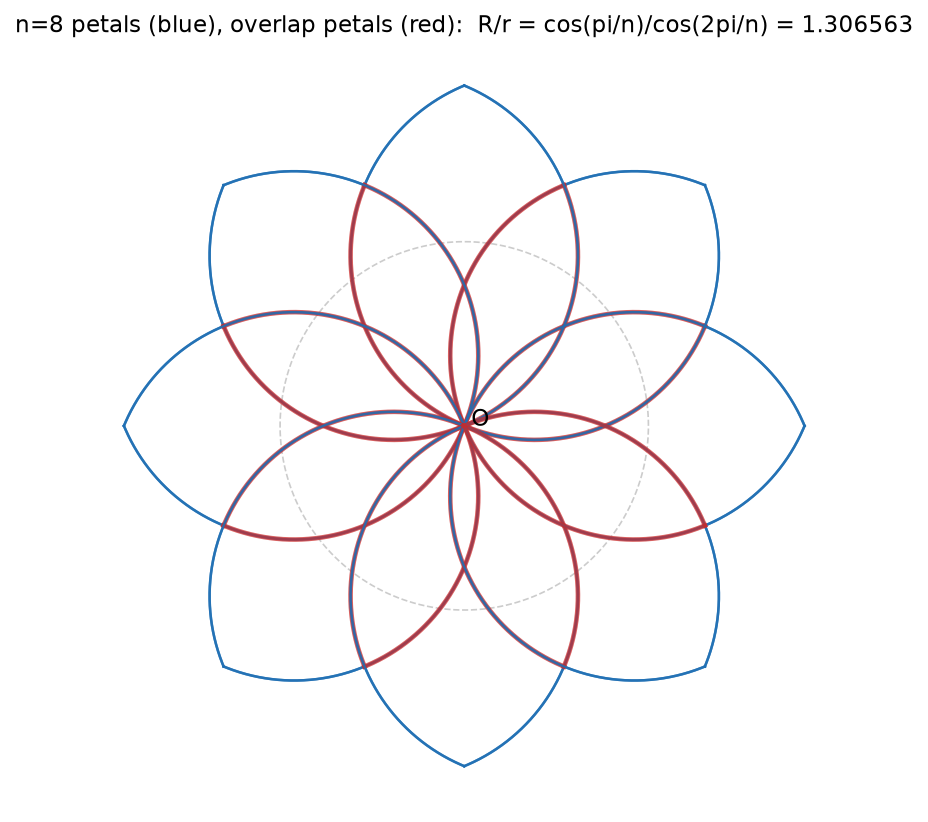 n=8 petals (blue), overlap petals (red):  R/r = cos(pi/n)/cos(2pi/n) = 1.306563
O